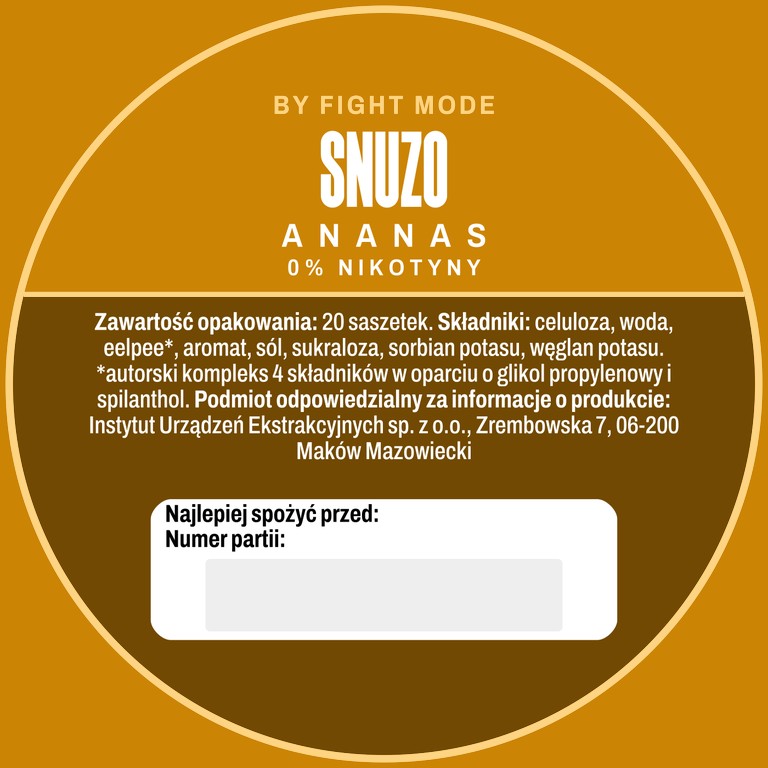 BY FIGHT MODE
SNUZO
ANANAS
0% NIKOTYNY
Zawartość opakowania: 20 saszetek. Składniki: celuloza, woda,
eelpee*, aromat, sól, sukraloza, sorbian potasu, węglan potasu.
*autorski kompleks 4 składników w oparciu o glikol propylenowy i
spilanthol. Podmiot odpowiedzialny za informacje o produkcie:
Instytut Urządzeń Ekstrakcyjnych sp. z o.o., Zrembowska 7, 06-200
Maków Mazowiecki
Najlepiej spożyć przed:
Numer partii: